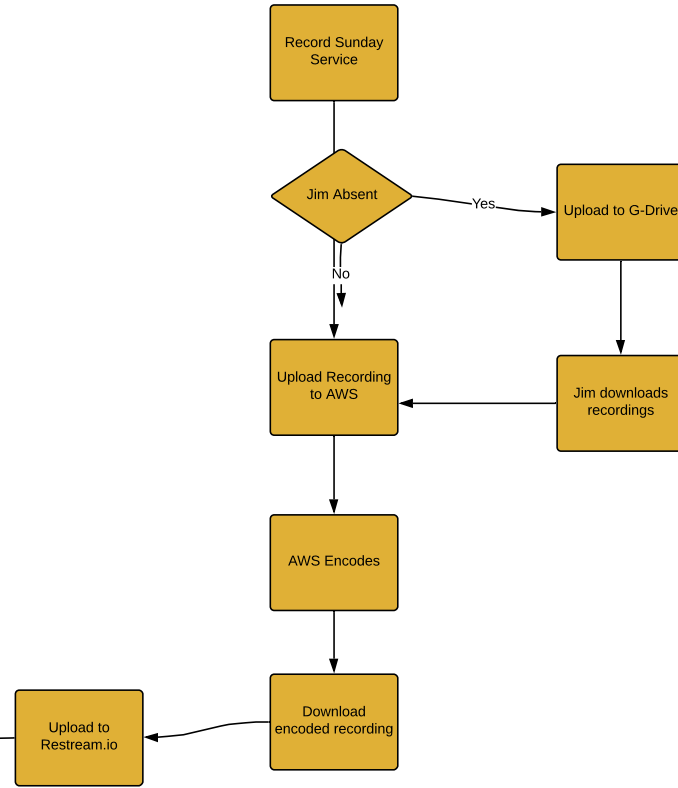 Record Sunday
Service
Jim Absent
Yes
Upload to G-Drive
No
Upload Recording
to AWS
Jim downloads
recordings
AWS Encodes
Download
encoded recording
Upload to
Restream.io